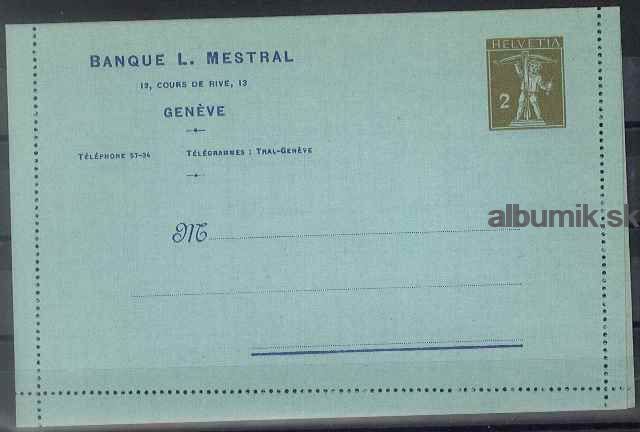 BANQUE L. MESTRAL
13, COURS DE RIVE, 13
GENÈVE
TÉLÉPHONE 57-34 TÉLÉGRAMMES : TRAL-GENÈVE
HELVETIA
2
M
albumik.sk